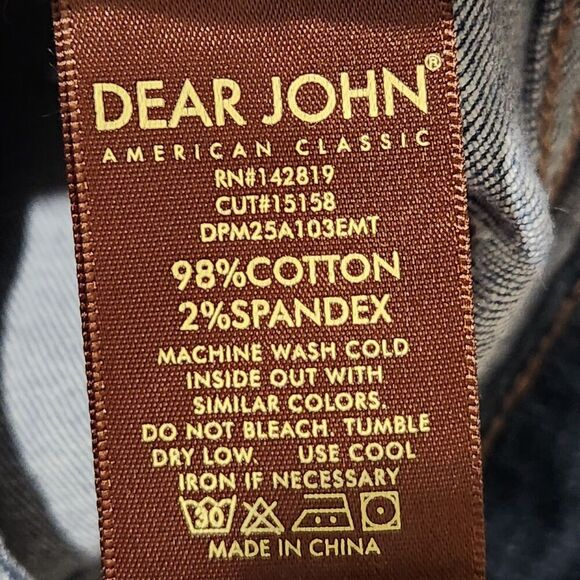 DEAR JOHN®
AMERICAN CLASSIC
RN#142819
CUT#15158
DPM25A103EMT
98%COTTON
2%SPANDEX
MACHINE WASH COLD
INSIDE OUT WITH
SIMILAR COLORS.
DO NOT BLEACH. TUMBLE
DRY LOW. USE COOL
IRON IF NECESSARY
30
MADE IN CHINA